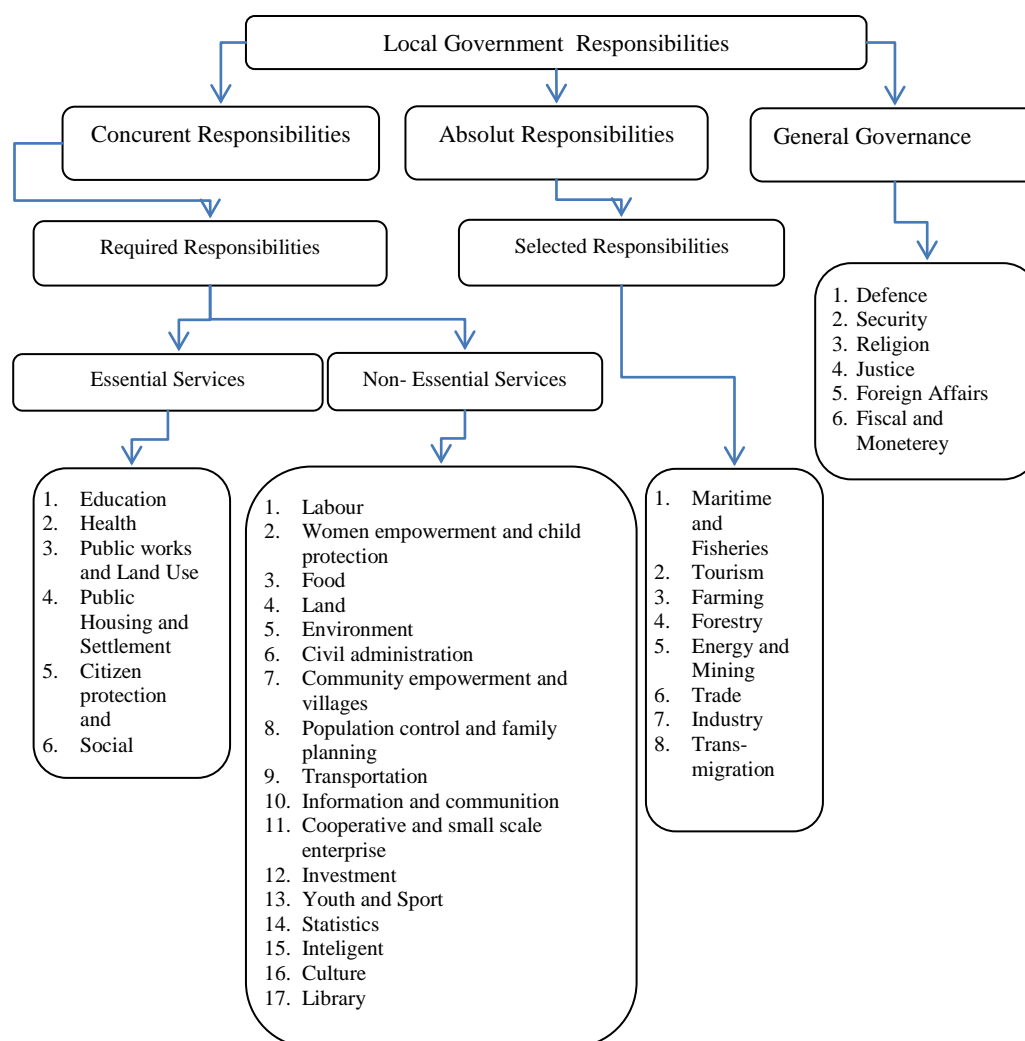 Local Government Responsibilities
Concurent Responsibilities
Absolut Responsibilities
General Governance
Required Responsibilities
Selected Responsibilities
1. Defence
2. Security
3. Religion
4. Justice
5. Foreign Affairs
6. Fiscal and
Moneterey
Essential Services
Non- Essential Services
1. Education
2. Health
3. Public works
and Land Use
4. Public
Housing and
Settlement
5. Citizen
protection
and
6. Social
1. Labour
2. Women empowerment and child
protection
3. Food
4. Land
5. Environment
6. Civil administration
7. Community empowerment and
villages
8. Population control and family
planning
9. Transportation
10. Information and communition
11. Cooperative and small scale
enterprise
12. Investment
13. Youth and Sport
14. Statistics
15. Inteligent
16. Culture
17. Library
1. Maritime
and
Fisheries
2. Tourism
3. Farming
4. Forestry
5. Energy and
Mining
6. Trade
7. Industry
8. Trans-
migration